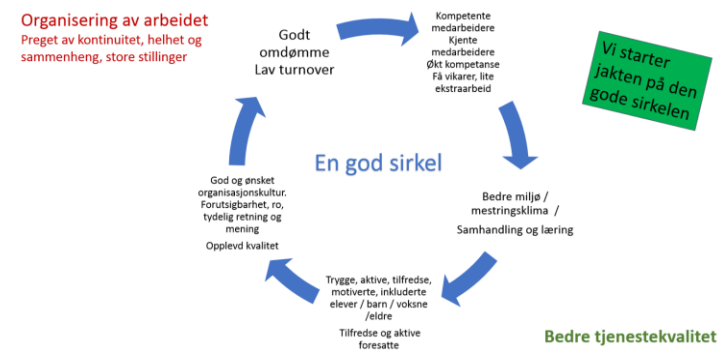 Organisering av arbeidet
Preget av kontinuitet, helhet og
sammenheng, store stillinger
Godt
omdømme
Lav turnover
Kompetente
medarbeidere
Kjente
medarbeidere
Økt kompetanse
Få vikarer, lite
ekstraarbeid
Vi starter
jakten på den
gode sirkelen
En god sirkel
Bedre miljø /
mestringsklima /
Samhandling og læring
Trygge, aktive, tilfredse,
motiverte, inkluderte
elever / barn / voksne
/eldre
Tilfredse og aktive
foresatte
God og ønsket
organisasjonskultur.
Forutsigbarhet, ro,
tydelig retning og
mening
Opplevd kvalitet
Bedre tjenestekvalitet